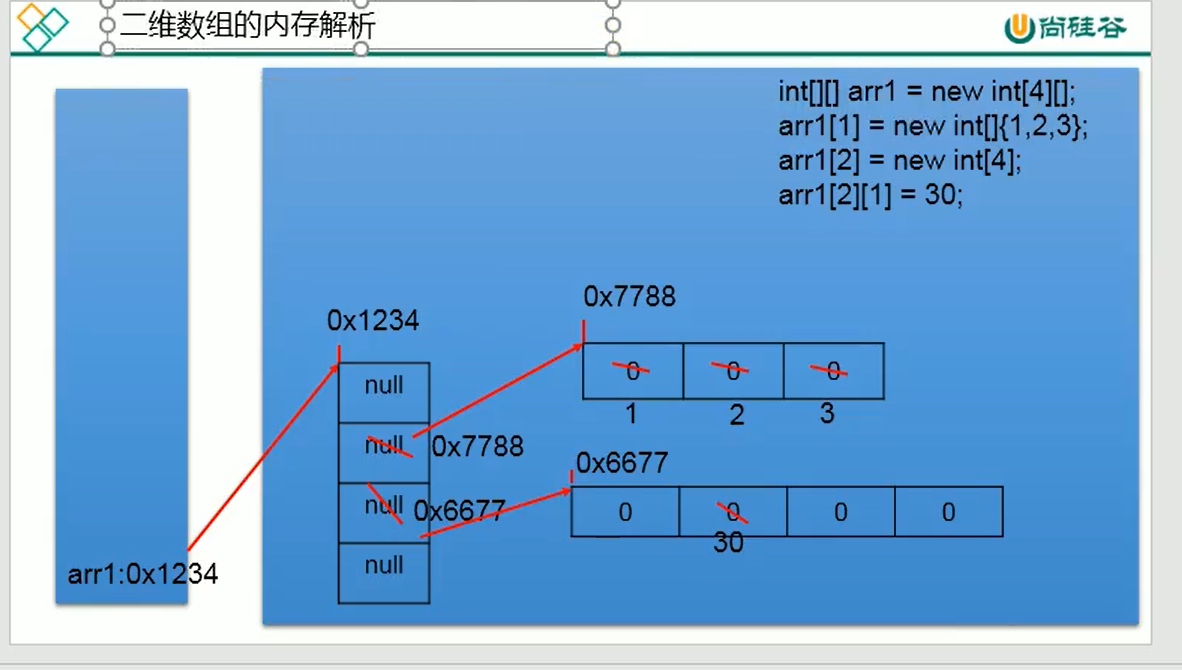 二维数组的内存解析
尚硅谷
int[][] arr1 = new int[4][];
arr1[1] = new int[]{1,2,3};
arr1[2] = new int[4];
arr1[2][1] = 30;
0x7788
0x1234
0 0 0
null
1 2 3
null 0x7788
0x6677
null 0x6677
0 0 0 0
30
null
arr1:0x1234